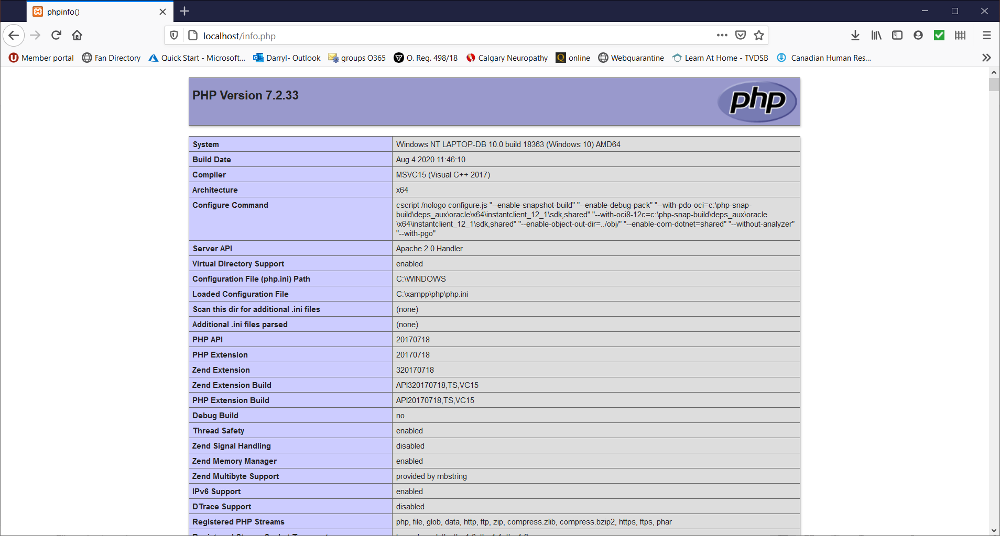 phpinfo()
localhost/info.php
Member portal Fan Directory Quick Start - Microsoft... Darryl- Outlook groups O365 O. Reg. 498/18 Calgary Neuropathy online Webquarantine Learn At Home - TVDSB Canadian Human Res...
PHP Version 7.2.33
php
System Windows NT LAPTOP-DB 10.0 build 18363 (Windows 10) AMD64
Build Date Aug 4 2020 11:46:10
Compiler MSVC15 (Visual C++ 2017)
Architecture x64
Configure Command cscript /nologo configure.js "--enable-snapshot-build" "--enable-debug-pack" "--with-pdo-oci=c:\php-snap-
build\deps_aux\oracle\x64\instantclient_12_1\sdk,shared" "--with-oci8-12c=c:\php-snap-build\deps_aux\oracle
\x64\instantclient_12_1\sdk,shared" "--enable-object-out-dir=../obj/" "--enable-com-dotnet=shared" "--without-analyzer"
"--with-pgo"
Server API Apache 2.0 Handler
Virtual Directory Support enabled
Configuration File (php.ini) Path C:\WINDOWS
Loaded Configuration File C:\xampp\php\php.ini
Scan this dir for additional .ini files (none)
Additional .ini files parsed (none)
PHP API 20170718
PHP Extension 20170718
Zend Extension 320170718
Zend Extension Build API320170718,TS,VC15
PHP Extension Build API20170718,TS,VC15
Debug Build no
Thread Safety enabled
Zend Signal Handling disabled
Zend Memory Manager enabled
Zend Multibyte Support provided by mbstring
IPv6 Support enabled
DTrace Support disabled
Registered PHP Streams php, file, glob, data, http, ftp, zip, compress.zlib, compress.bzip2, https, ftps, phar